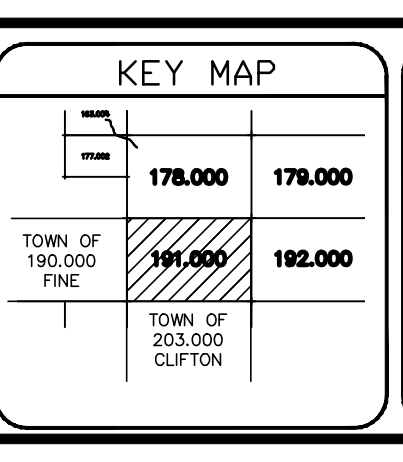 KEY MAP
163.004
177.002
178.000 179.000
TOWN OF
190.000
FINE
191.000 192.000
TOWN OF
203.000
CLIFTON